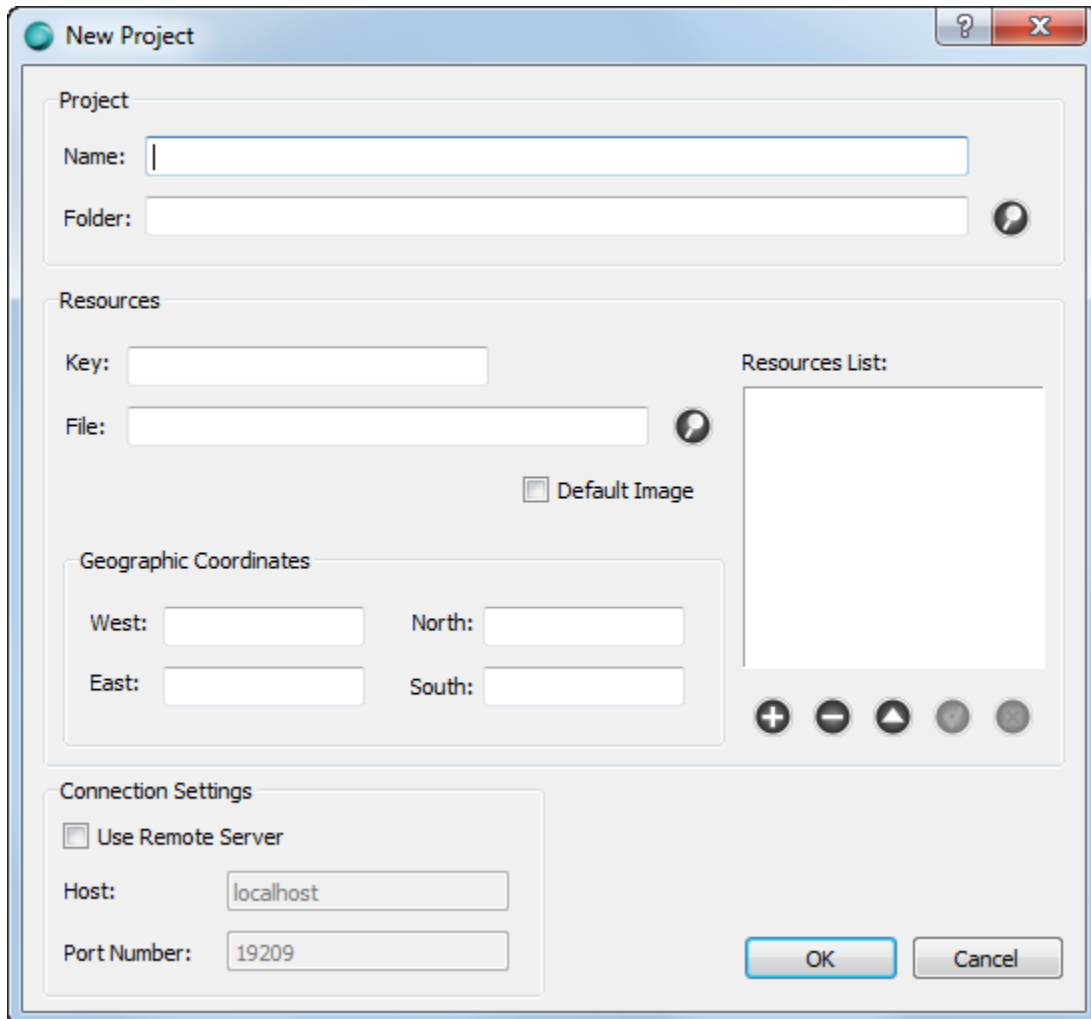 New Project
Project
Name:
Folder:
Resources
Key:
Resources List:
File:
Default Image
Geographic Coordinates
West:
North:
East:
South:
Connection Settings
Use Remote Server
Host:
localhost
Port Number:
19209
OK
Cancel